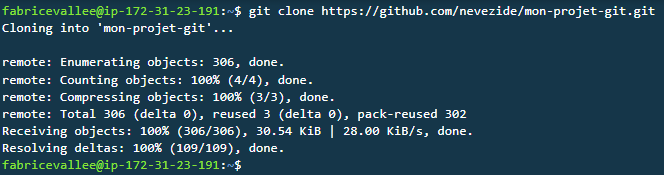 fabricevallee@ip-172-31-23-191:~$ git clone https://github.com/nevezide/mon-projet-git.git
Cloning into 'mon-projet-git'...
remote: Enumerating objects: 306, done.
remote: Counting objects: 100% (4/4), done.
remote: Compressing objects: 100% (3/3), done.
remote: Total 306 (delta 0), reused 3 (delta 0), pack-reused 302
Receiving objects: 100% (306/306), 30.54 KiB | 28.00 KiB/s, done.
Resolving deltas: 100% (109/109), done.
fabricevallee@ip-172-31-23-191:~$